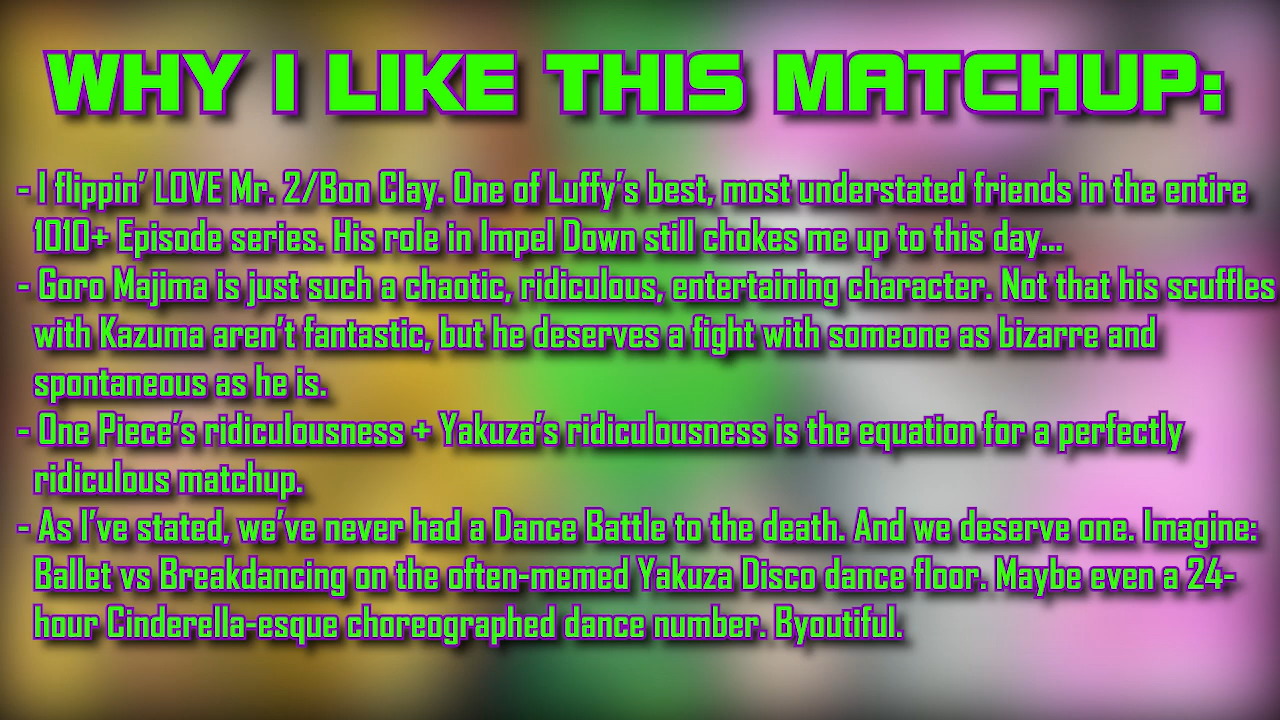 WHY I LIKE THIS MATCHUP:
- I flippin' LOVE Mr. 2/Bon Clay. One of Luffy's best, most understated friends in the entire
1010+ Episode series. His role in Impel Down still chokes me up to this day...
- Goro Majima is just such a chaotic, ridiculous, entertaining character. Not that his scuffles
with Kazuma aren't fantastic, but he deserves a fight with someone as bizarre and
spontaneous as he is.
- One Piece's ridiculousness + Yakuza's ridiculousness is the equation for a perfectly
ridiculous matchup.
- As I've stated, we've never had a Dance Battle to the death. And we deserve one. Imagine:
Ballet vs Breakdancing on the often-memed Yakuza Disco dance floor. Maybe even a 24-
hour Cinderella-esque choreographed dance number. Byoutiful.